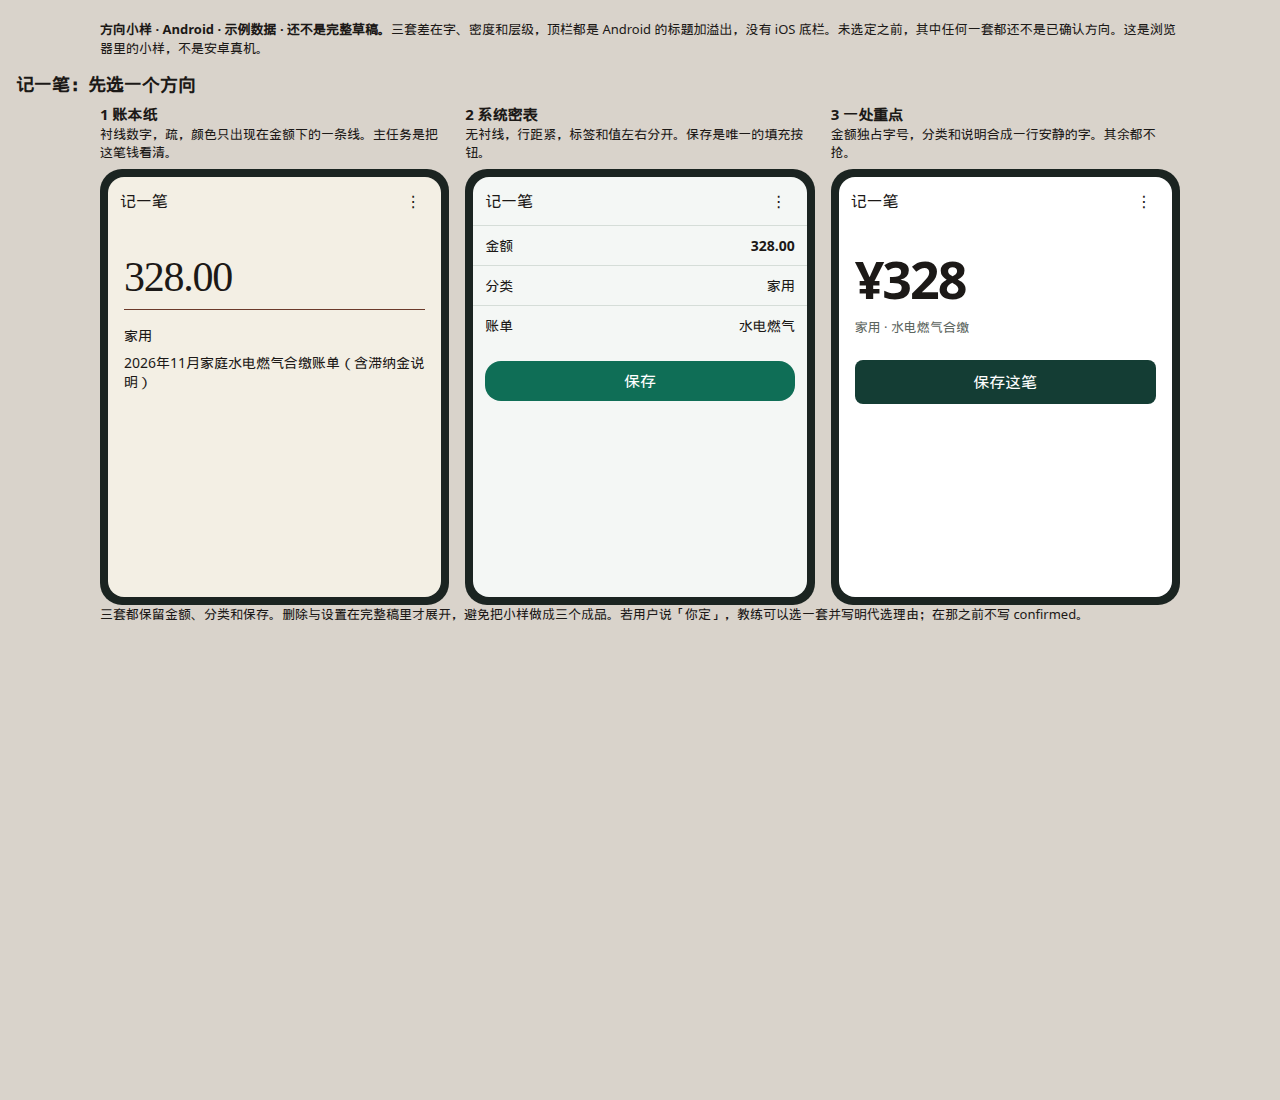 方向小样 · Android · 示例数据 · 还不是完整草稿。三套差在字、密度和层级，顶栏都是 Android 的标题加溢出，没有 iOS 底栏。未选定之前，其中任何一套都还不是已确认方向。这是浏览
器里的小样，不是安卓真机。
记一笔：先选一个方向
1 账本纸
衬线数字，疏，颜色只出现在金额下的一条线。主任务是把
这笔钱看清。
记一笔 ⋮
328.00
家用
2026年11月家庭水电燃气合缴账单（含滞纳金说
明）
2 系统密表
无衬线，行距紧，标签和值左右分开。保存是唯一的填充按
钮。
记一笔 ⋮
金额 328.00
分类 家用
账单 水电燃气
保存
3 一处重点
金额独占字号，分类和说明合成一行安静的字。其余都不
抢。
记一笔 ⋮
¥328
家用 · 水电燃气合缴
保存这笔
三套都保留金额、分类和保存。删除与设置在完整稿里才展开，避免把小样做成三个成品。若用户说「你定」，教练可以选一套并写明代选理由；在那之前不写 confirmed。